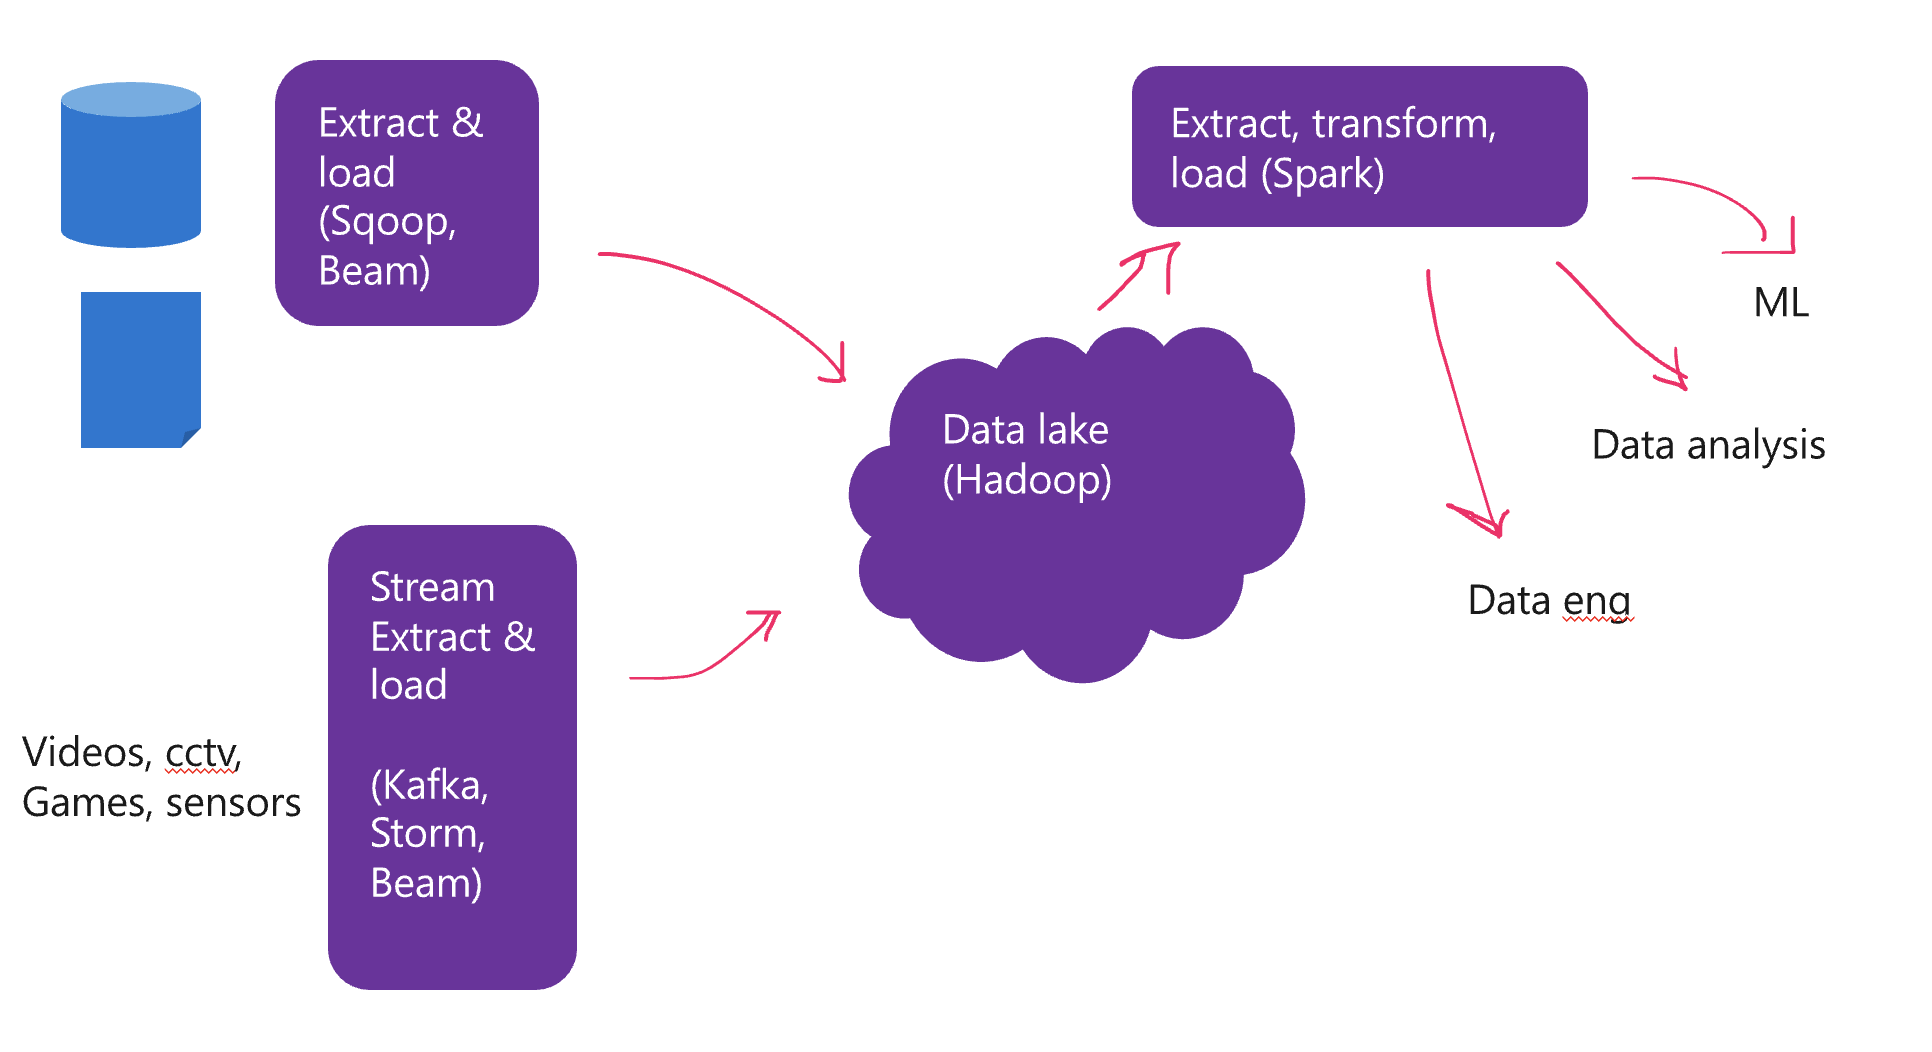 Extract &
load
(Sqoop,
Beam)
Extract, transform,
load (Spark)
ML
Data lake
(Hadoop)
Data analysis
Stream
Extract &
load
(Kafka,
Storm,
Beam)
Data eng
Videos, cctv,
Games, sensors